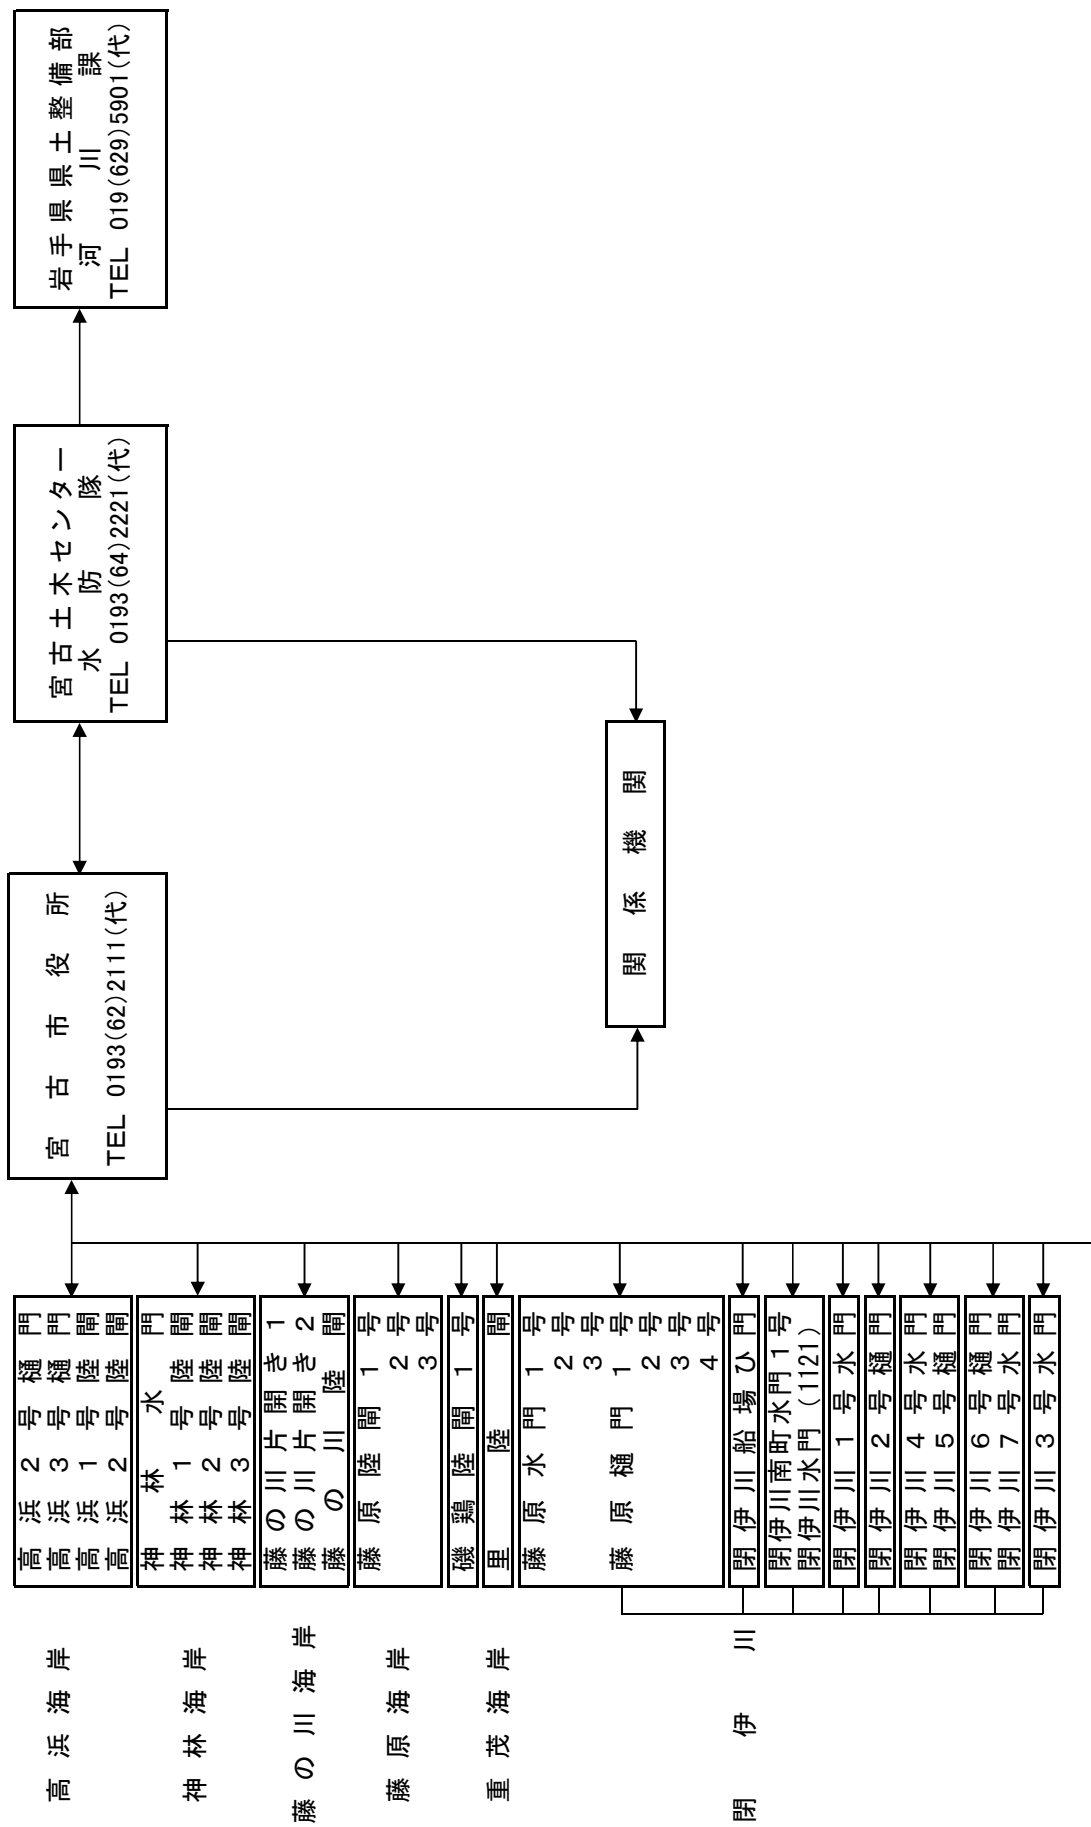 高浜海岸
高浜2号樋門
高浜3号樋門
高浜1号陸閘
高浜2号陸閘
宮古市役所
TEL 0193(62)2111(代)
宮古土木センター
水防隊
TEL 0193(64)2221(代)
岩手県県土整備部
河川課
TEL 019(629)5901(代)
神林海岸
神林水門
神林1号陸閘
神林2号陸閘
神林3号陸閘
藤の川海岸
藤の川片開き1
藤の川片開き2
藤の川陸閘
藤原海岸
藤原陸閘1号
2号
3号
磯鶏陸閘1号
重茂海岸
里陸閘
藤原水門1号
2号
3号
藤原樋門1号
2号
3号
4号
関係機関
閉伊川
閉伊川船場ひ門
閉伊川南町水門1号
閉伊川水門(1121)
閉伊川1号水門
閉伊川2号樋門
閉伊川4号水門
閉伊川5号樋門
閉伊川6号樋門
閉伊川7号水門
閉伊川3号水門